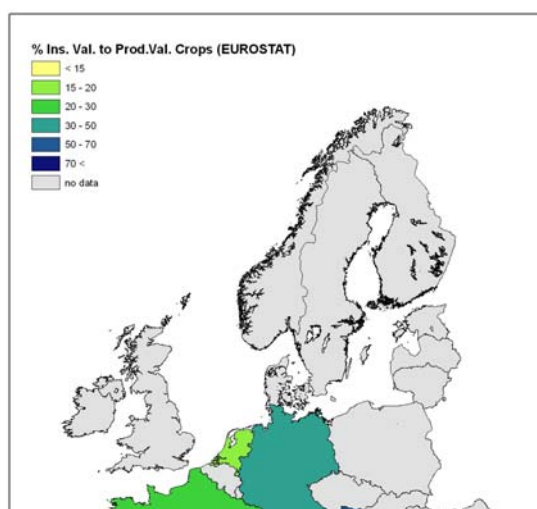 % Ins. Val. to Prod.Val. Crops (EUROSTAT)
< 15
15 - 20
20 - 30
30 - 50
50 - 70
70 <
no data